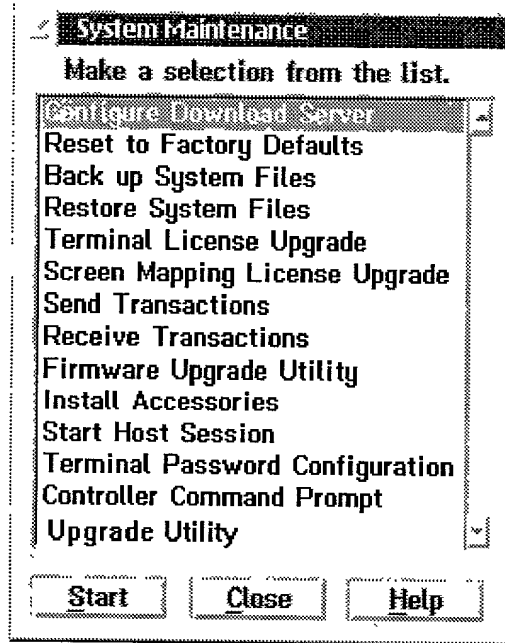 System Maintenance
Make a selection from the list.
Configure Download Server
Reset to Factory Defaults
Back up System Files
Restore System Files
Terminal License Upgrade
Screen Mapping License Upgrade
Send Transactions
Receive Transactions
Firmware Upgrade Utility
Install Accessories
Start Host Session
Terminal Password Configuration
Controller Command Prompt
Upgrade Utility
Start Close Help